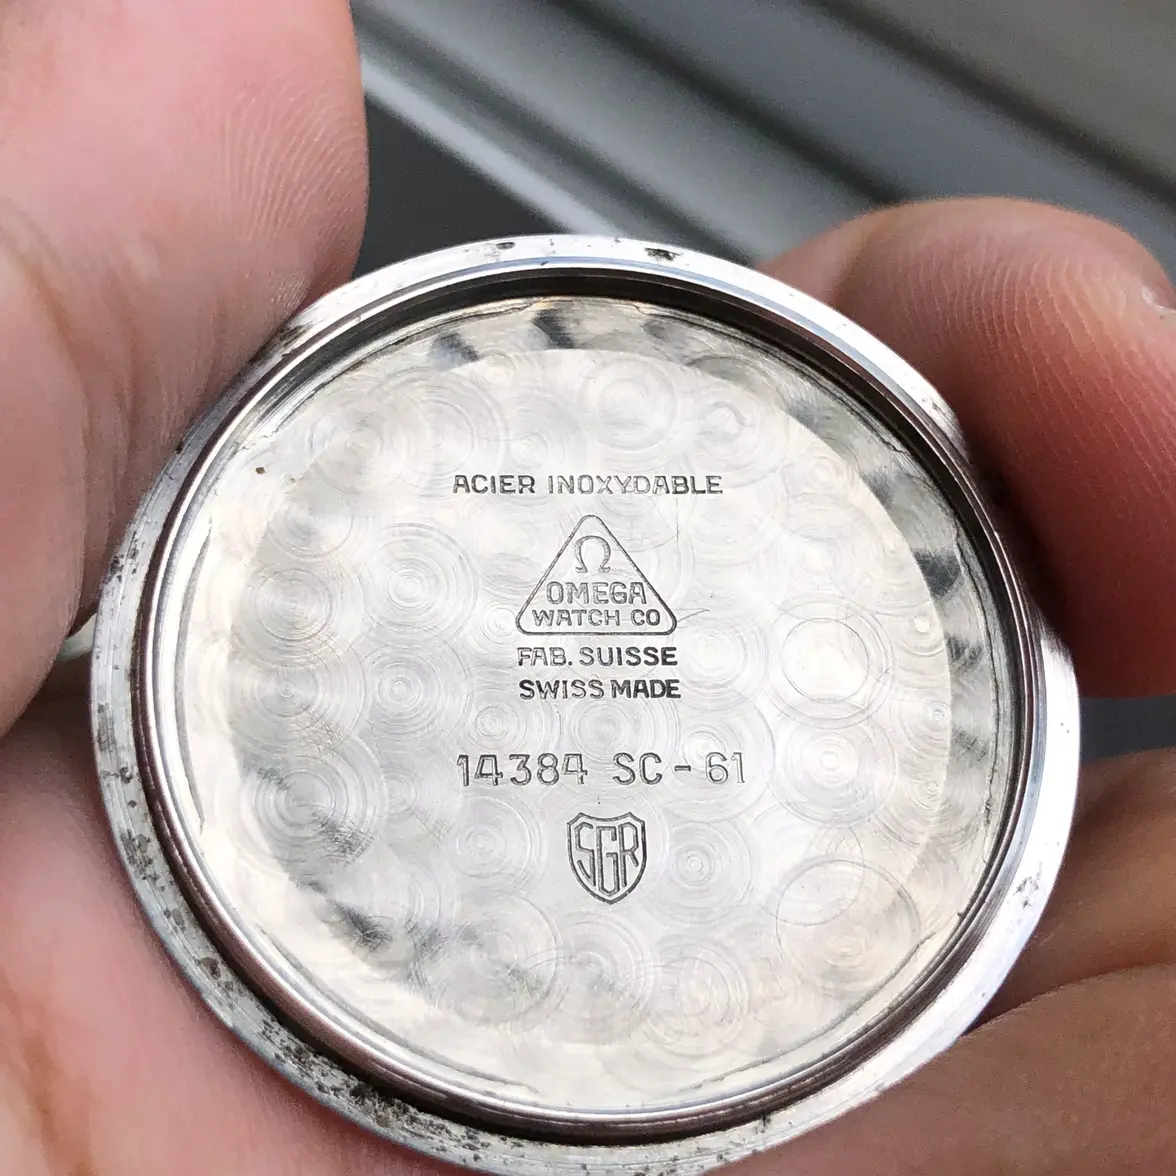 ACIER INOXYDABLE
Ω
OMEGA
WATCH CO
FAB. SUISSE
SWISS MADE
14384 SC - 61
SGR